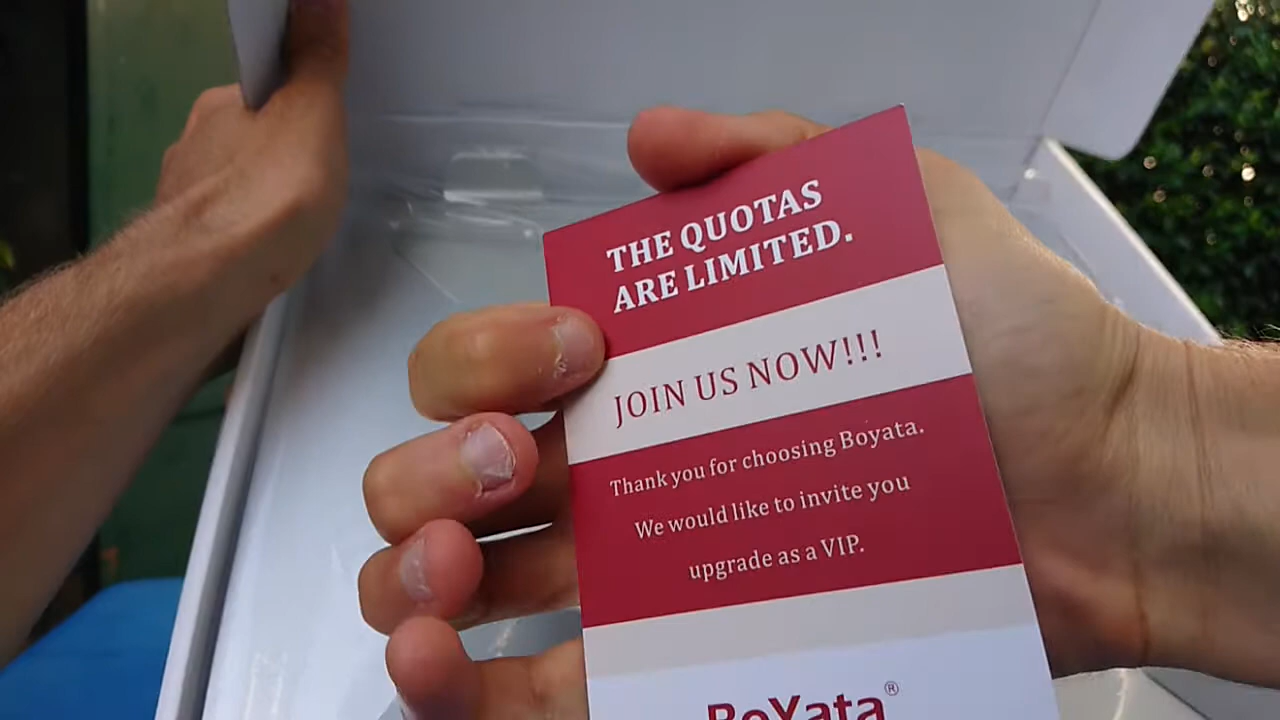 THE QUOTAS
ARE LIMITED.
JOIN US NOW!!!
Thank you for choosing Boyata.
We would like to invite you
upgrade as a VIP.
BoYata®